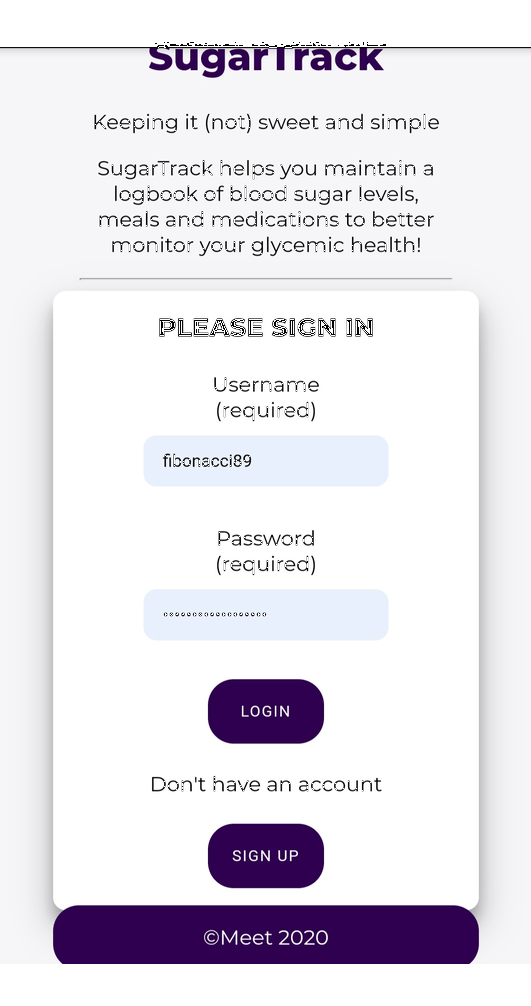 SugarTrack
Keeping it (not) sweet and simple
SugarTrack helps you maintain a
logbook of blood sugar levels,
meals and medications to better
monitor your glycemic health!
PLEASE SIGN IN
Username
(required)
fibonacci89
Password
(required)
LOGIN
Don't have an account
SIGN UP
©Meet 2020